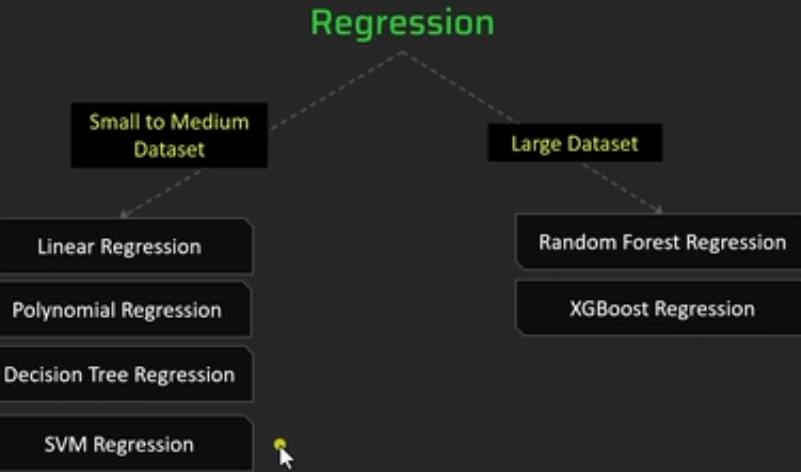 Regression
Small to Medium
Dataset
Large Dataset
Linear Regression
Polynomial Regression
Decision Tree Regression
SVM Regression
Random Forest Regression
XGBoost Regression